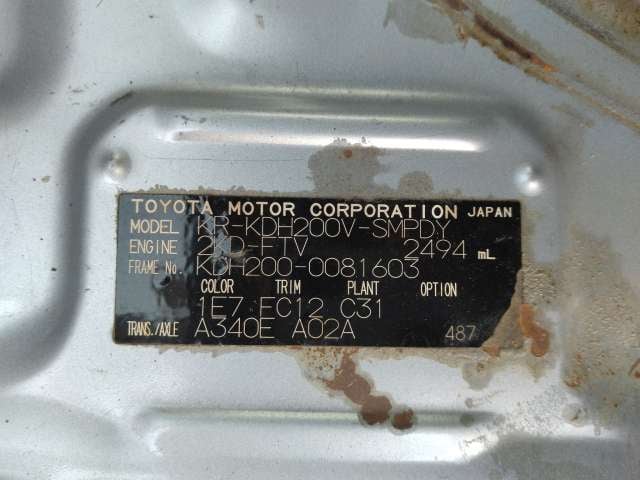 TOYOTA MOTOR CORPORATION JAPAN
MODEL KR-KDH200V-SMPDY
ENGINE 2KD-FTV 2494 mL
FRAME No. KDH200-0081603
COLOR TRIM PLANT OPTION
1E7 EC12 C31
TRANS./AXLE A340E A02A 487